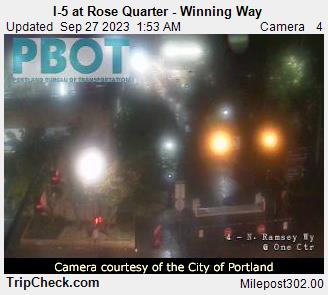 I-5 at Rose Quarter - Winning Way
Updated Sep 27 2023 1:53 AM Camera 4
PBOT
PORTLAND BUREAU OF TRANSPORTATION
4 - N. Ramsey Wy
@ One Ctr
Camera courtesy of the City of Portland
TripCheck.com Milepost302.00